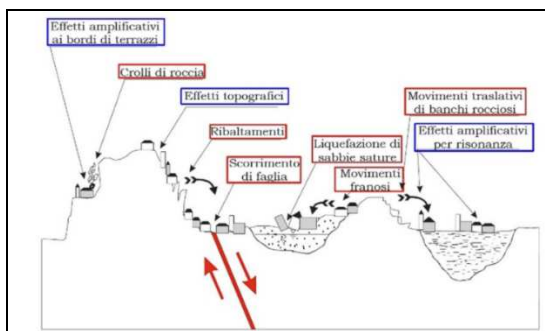 Effetti amplificativi
ai bordi di terrazzi
Crolli di roccia
Effetti topografici
Ribaltamenti
Scorrimento
di faglia
Liquefazione di
sabbie sature
Movimenti
franosi
Movimenti traslativi
di banchi rocciosi
Effetti amplificativi
per risonanza